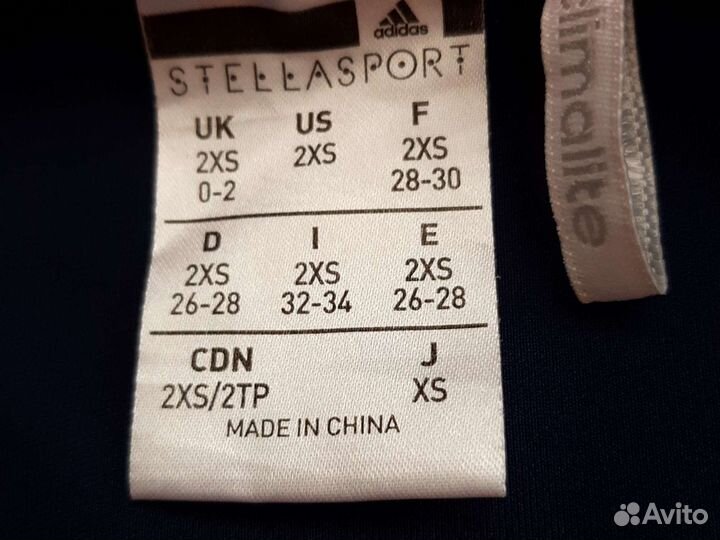 adidas
STELLASPORT
UK US F
2XS 2XS 2XS
0-2 28-30
D I E
2XS 2XS 2XS
26-28 32-34 26-28
CDN J
2XS/2TP XS
MADE IN CHINA
climalite
Avito